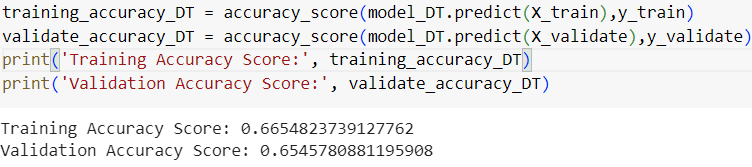 training_accuracy_DT = accuracy_score(model_DT.predict(X_train),y_train)
validate_accuracy_DT = accuracy_score(model_DT.predict(X_validate),y_validate)
print('Training Accuracy Score:', training_accuracy_DT)
print('Validation Accuracy Score:', validate_accuracy_DT)
Training Accuracy Score: 0.6654823739127762
Validation Accuracy Score: 0.6545780881195908